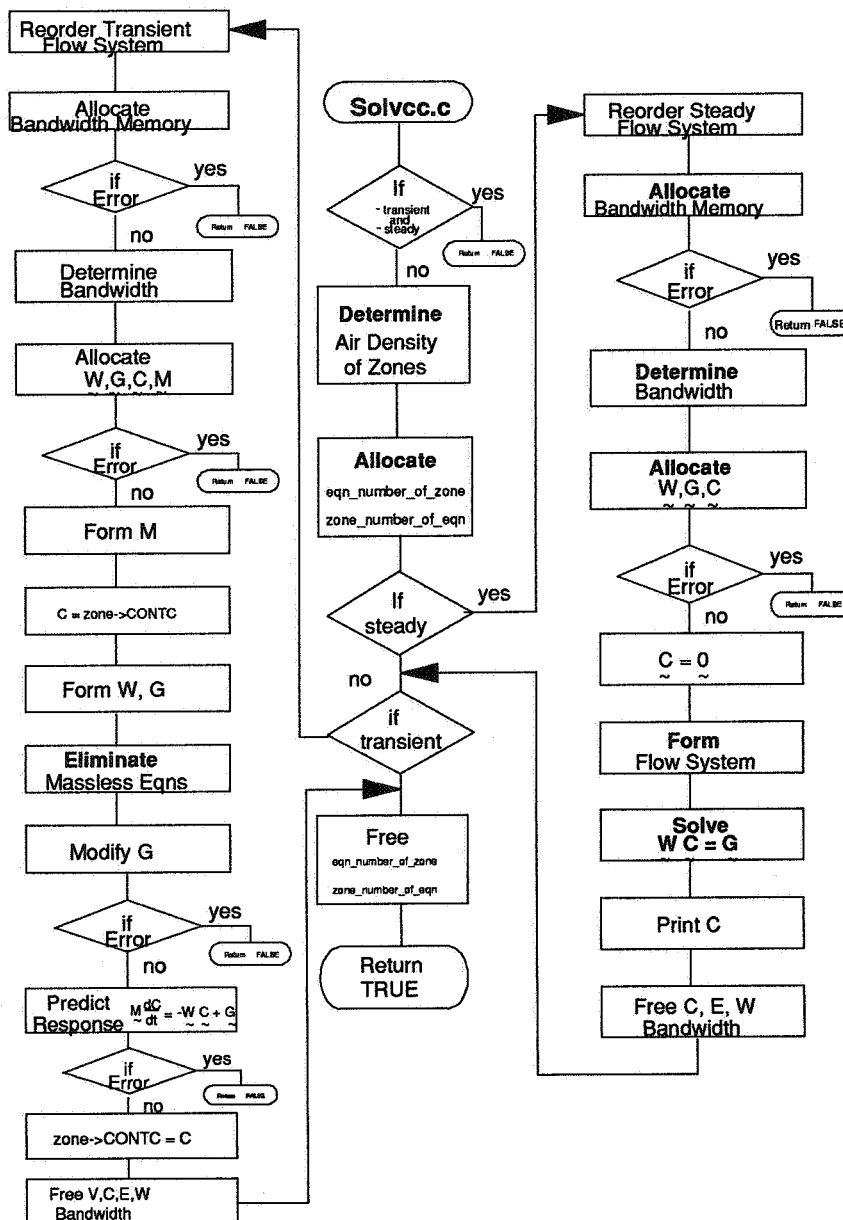 Reorder Transient
Flow System
Allocate
Bandwidth Memory
if
Error
yes
Return FALSE
no
Determine
Bandwidth
Allocate
W,G,C,M
~ ~ ~ ~
if
Error
yes
Return FALSE
no
Form M
C = zone->CONTC
Form W, G
Eliminate
Massless Eqns
Modify G
if
Error
yes
Return FALSE
no
Predict
Response
M dC/dt = -W C + G
~ ~ ~ ~
if
Error
yes
Return FALSE
no
zone->CONTC = C
Free V,C,E,W
Bandwidth
Solvcc.c
If
- transient
and
- steady
yes
Return FALSE
no
Determine
Air Density
of Zones
Allocate
eqn_number_of_zone
zone_number_of_eqn
If
steady
yes
no
if
transient
Free
eqn_number_of_zone
zone_number_of_eqn
Return
TRUE
Reorder Steady
Flow System
Allocate
Bandwidth Memory
if
Error
yes
Return FALSE
no
Determine
Bandwidth
Allocate
W,G,C
~ ~ ~
if
Error
yes
Return FALSE
no
C = 0
~ ~
Form
Flow System
Solve
W C = G
~ ~ ~
Print C
Free C, E, W
Bandwidth